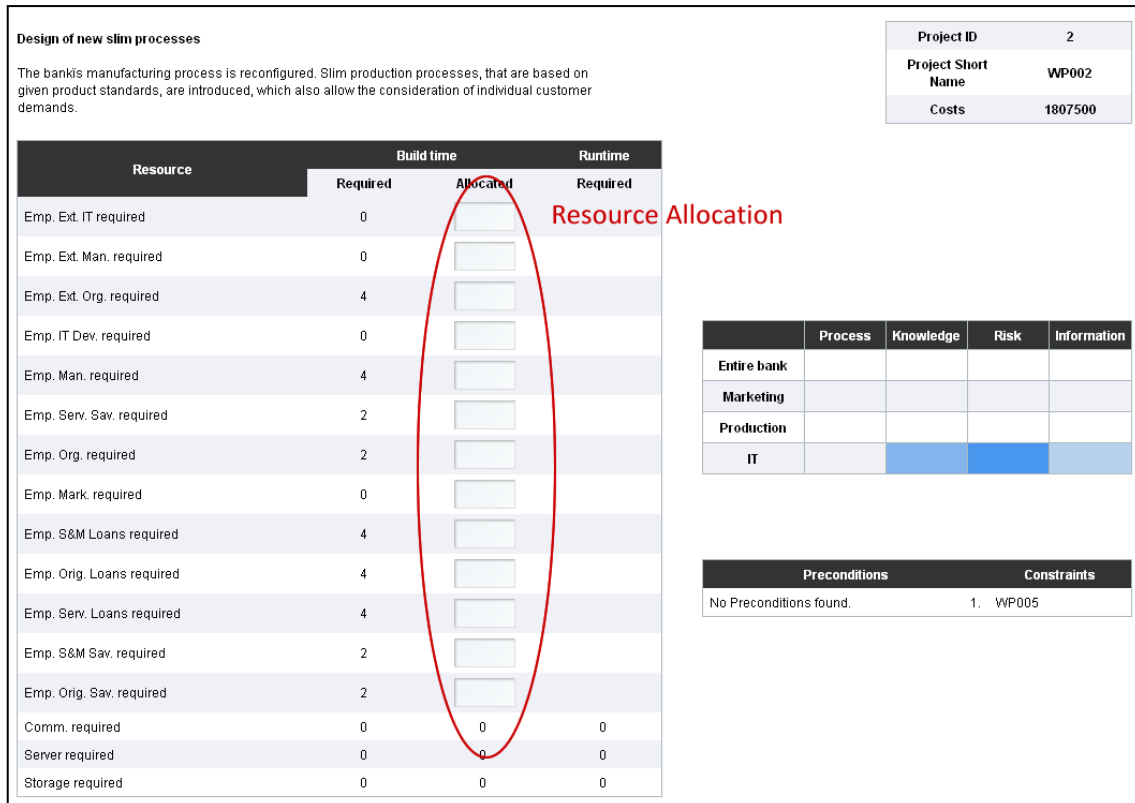 Design of new slim processes
The bankïs manufacturing process is reconfigured. Slim production processes, that are based on
given product standards, are introduced, which also allow the consideration of individual customer
demands.
Project ID 2
Project Short Name WP002
Costs 1807500
Resource Build time Runtime
Required Allocated Required
Emp. Ext. IT required 0
Resource Allocation
Emp. Ext. Man. required 0
Emp. Ext. Org. required 4
Emp. IT Dev. required 0
Emp. Man. required 4
Emp. Serv. Sav. required 2
Emp. Org. required 2
Emp. Mark. required 0
Emp. S&M Loans required 4
Emp. Orig. Loans required 4
Emp. Serv. Loans required 4
Emp. S&M Sav. required 2
Emp. Orig. Sav. required 2
Comm. required 0 0 0
Server required 0 0 0
Storage required 0 0 0
Process Knowledge Risk Information
Entire bank
Marketing
Production
IT
Preconditions Constraints
No Preconditions found. 1. WP005